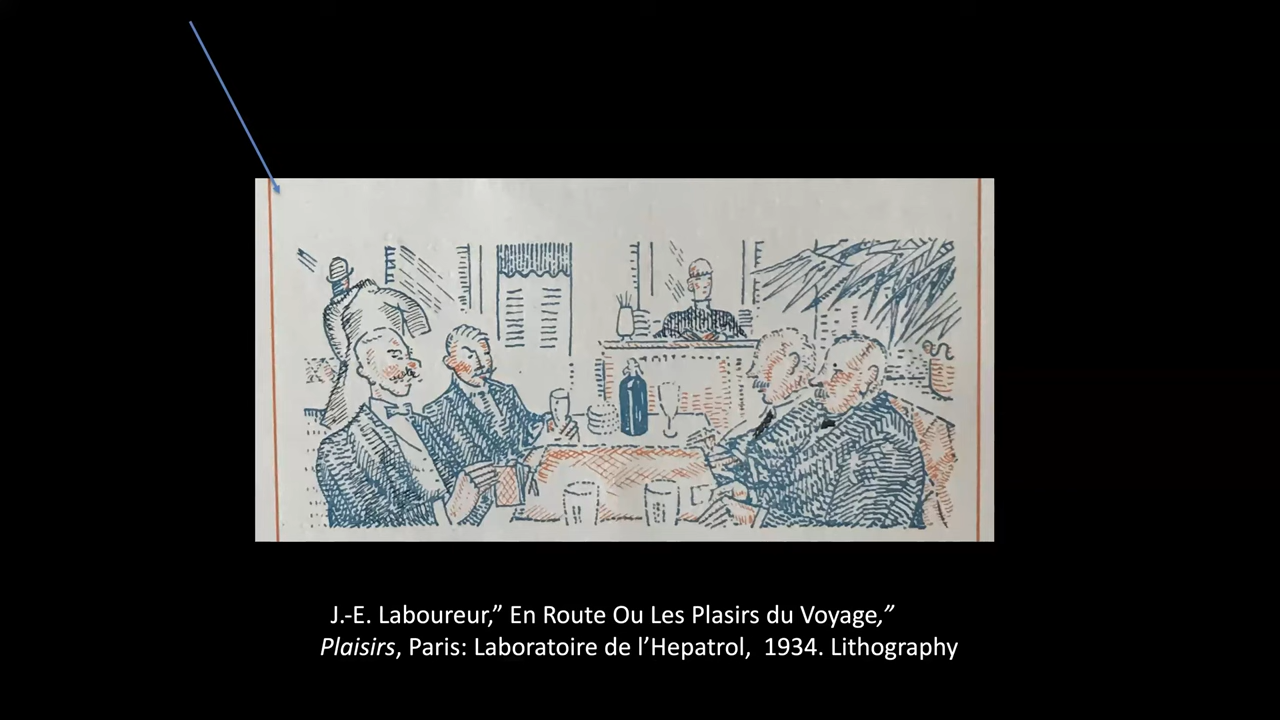 J.-E. Laboureur,” En Route Ou Les Plasirs du Voyage,”
Plaisirs, Paris: Laboratoire de l’Hepatrol, 1934. Lithography